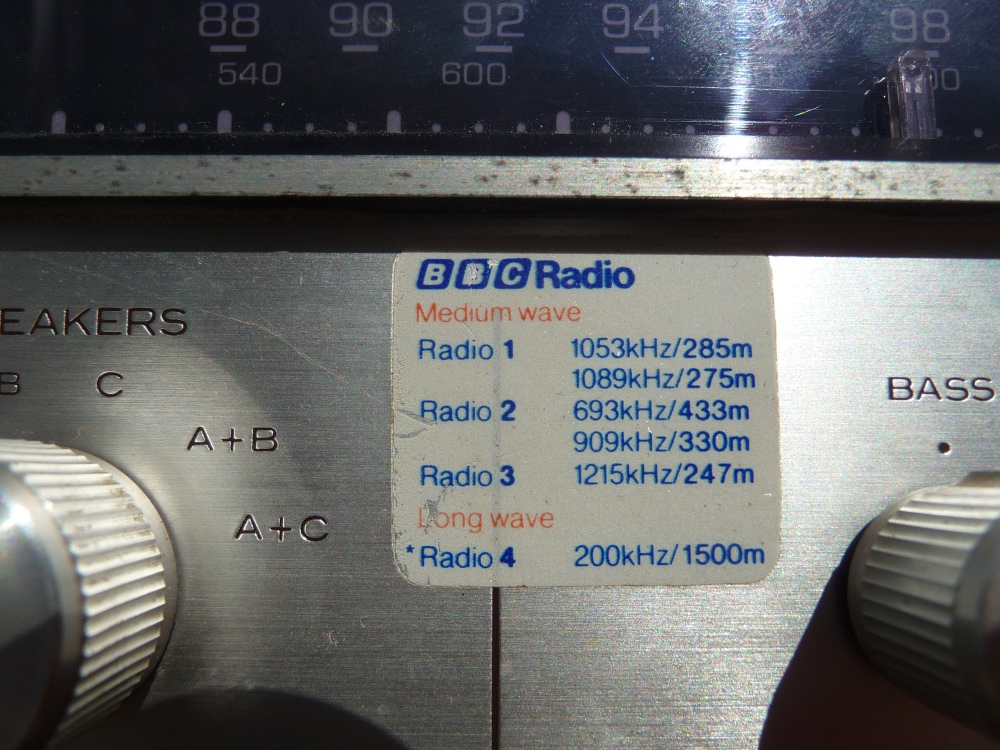 88 90 92 94 98
540 600
BBC Radio
Medium wave
Radio 1 1053kHz/285m
1089kHz/275m
Radio 2 693kHz/433m
909kHz/330m
Radio 3 1215kHz/247m
Long wave
*Radio 4 200kHz/1500m
EAKERS
B C
A+B
A+C
BASS